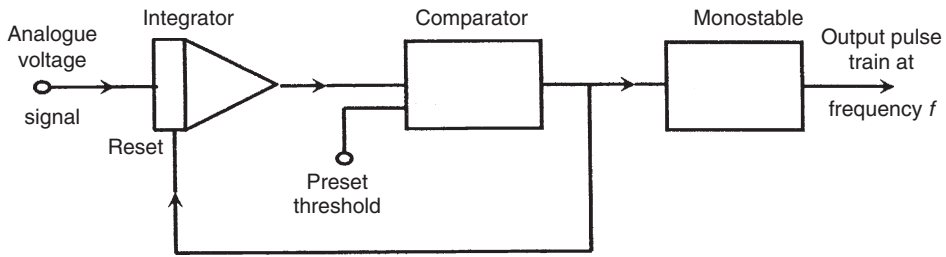 Integrator
Comparator
Monostable
Analogue
voltage
signal
Output pulse
train at
frequency f
Reset
Preset
threshold